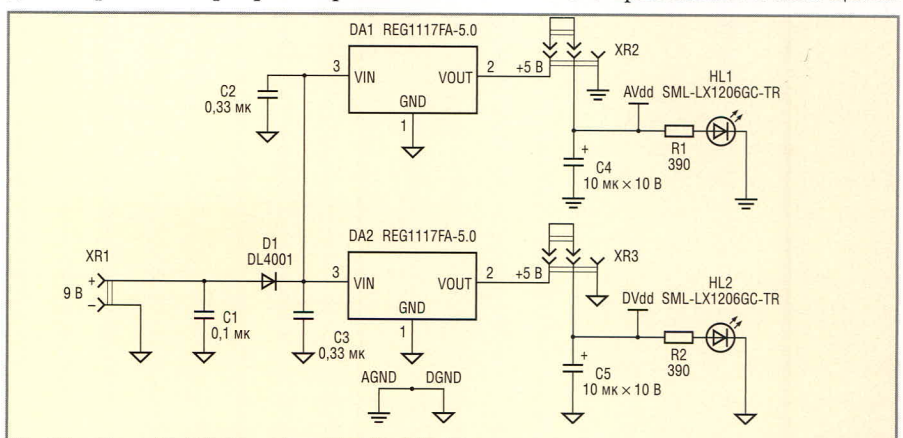 DA1 REG1117FA-5.0
3 VIN VOUT 2 +5 В XR2
GND
1
C2
0,33 мк
AVdd
HL1
SML-LX1206GC-TR
R1
390
+
C4
10 мк × 10 В
DA2 REG1117FA-5.0
3 VIN VOUT 2 +5 В XR3
GND
1
XR1
9 В
+
–
D1
DL4001
C1
0,1 мк
C3
0,33 мк
DVdd
HL2
SML-LX1206GC-TR
R2
390
+
C5
10 мк × 10 В
AGND DGND